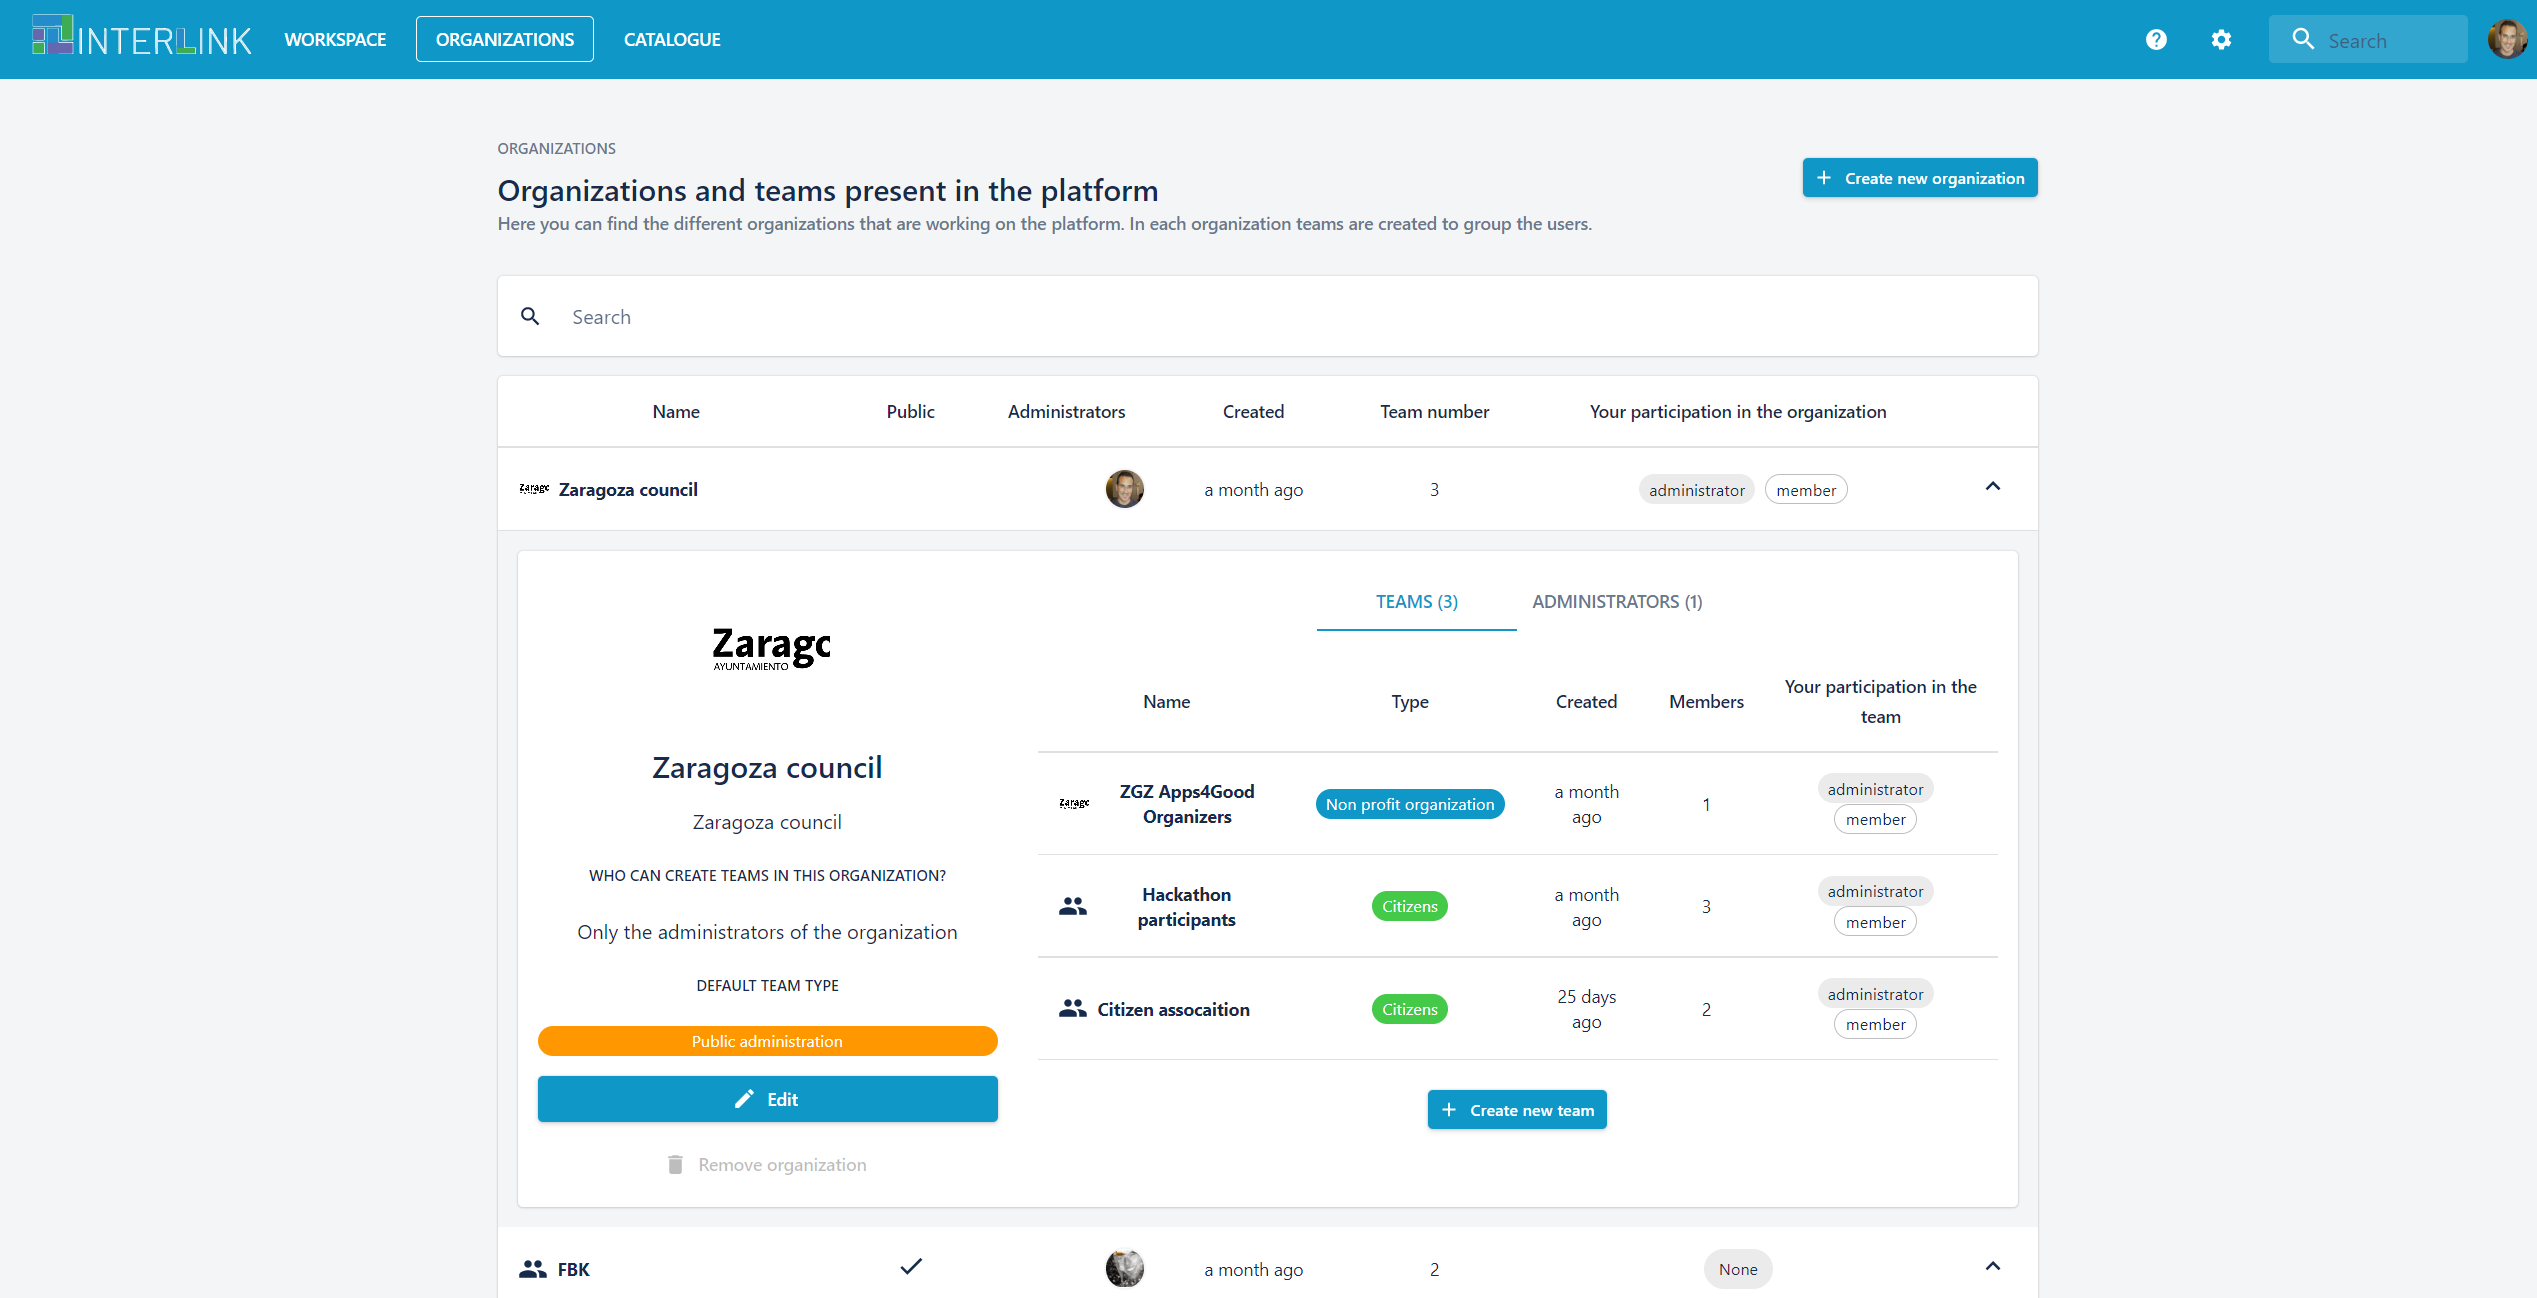 INTERLINK WORKSPACE ORGANIZATIONS CATALOGUE Search
ORGANIZATIONS
Organizations and teams present in the platform
Create new organization
Here you can find the different organizations that are working on the platform. In each organization teams are created to group the users.
Search
Name Public Administrators Created Team number Your participation in the organization
Zaragc Zaragoza council a month ago 3 administrator member
TEAMS (3) ADMINISTRATORS (1)
Zaragc
AYUNTAMIENTO
Zaragoza council
Zaragoza council
WHO CAN CREATE TEAMS IN THIS ORGANIZATION?
Only the administrators of the organization
DEFAULT TEAM TYPE
Public administration
Edit
Remove organization
Name Type Created Members Your participation in the
team
Zaragc ZGZ Apps4Good
Organizers
Non profit organization
a month
ago
1
administrator
member
Hackathon
participants
Citizens
a month
ago
3
administrator
member
Citizen assocaition
Citizens
25 days
ago
2
administrator
member
Create new team
FBK a month ago 2 None